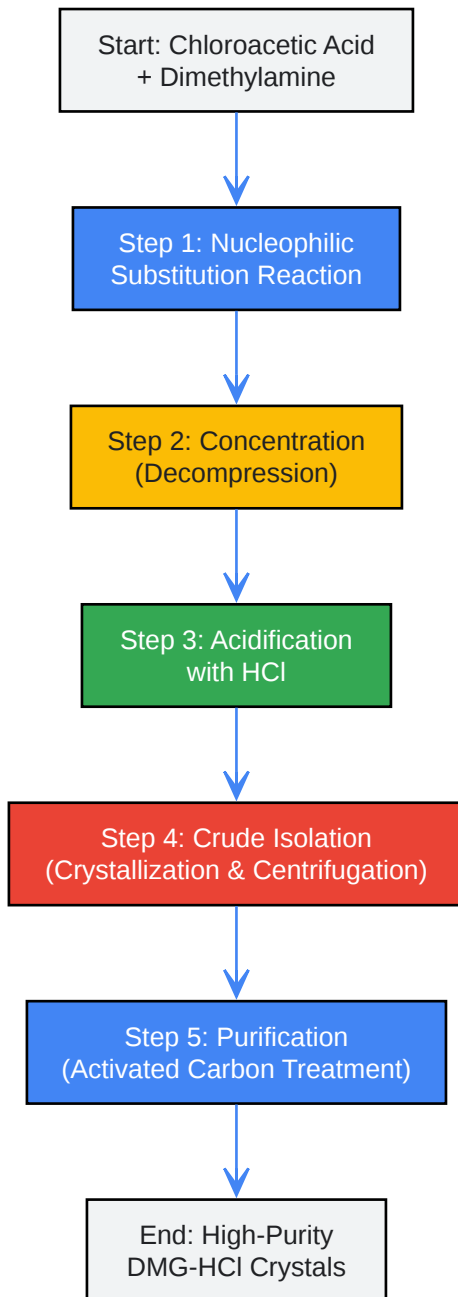 Start: Chloroacetic Acid
+ Dimethylamine
Step 1: Nucleophilic
Substitution Reaction
Step 2: Concentration
(Decompression)
Step 3: Acidification
with HCl
Step 4: Crude Isolation
(Crystallization & Centrifugation)
Step 5: Purification
(Activated Carbon Treatment)
End: High-Purity
DMG-HCl Crystals